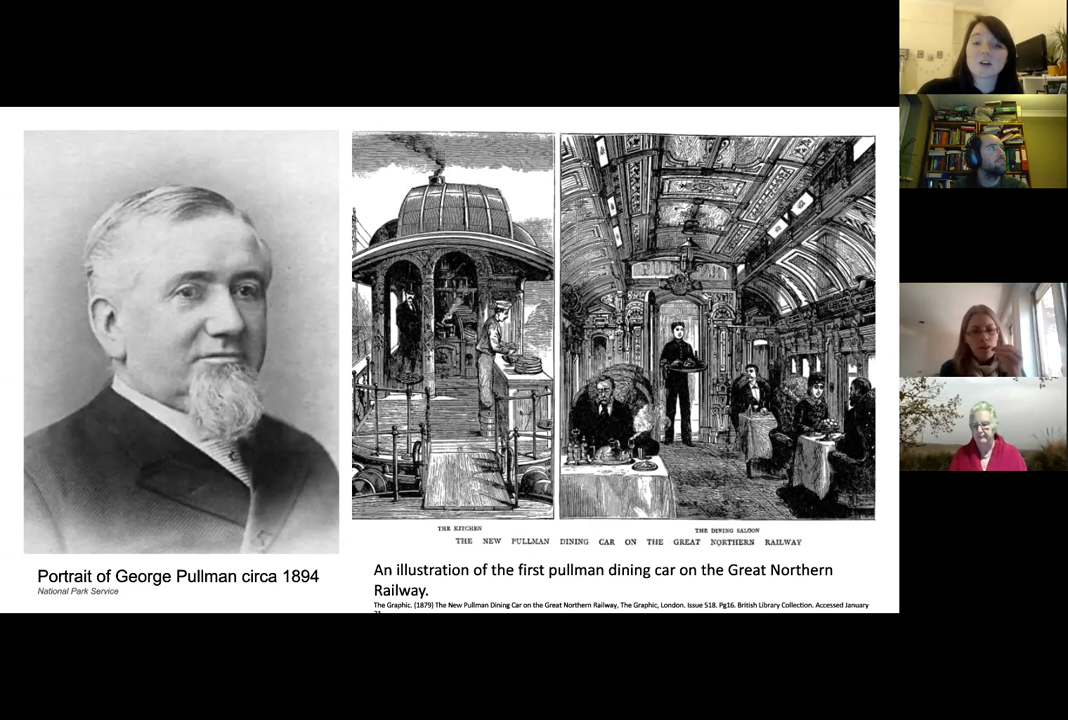 THE KITCHEN
THE DINING SALOON
THE NEW PULLMAN DINING CAR ON THE GREAT NORTHERN RAILWAY
Portrait of George Pullman circa 1894
National Park Service
An illustration of the first pullman dining car on the Great Northern
Railway.
The Graphic. (1879) The New Pullman Dining Car on the Great Northern Railway, The Graphic, London. Issue 518. Pg16. British Library Collection. Accessed January